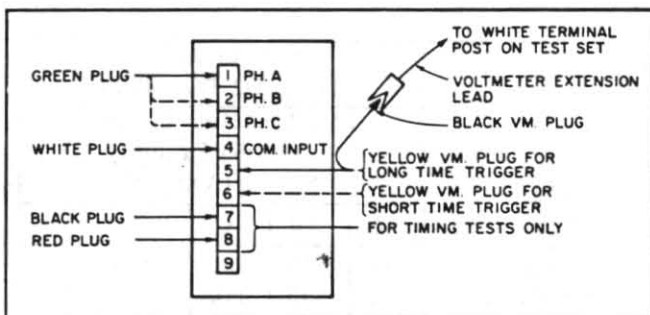 TO WHITE TERMINAL
POST ON TEST SET
VOLTMETER EXTENSION
LEAD
BLACK VM. PLUG
GREEN PLUG
1 PH. A
2 PH. B
3 PH. C
WHITE PLUG
4 COM. INPUT
5
YELLOW VM. PLUG FOR
LONG TIME TRIGGER
6
YELLOW VM. PLUG FOR
SHORT TIME TRIGGER
BLACK PLUG
7
FOR TIMING TESTS ONLY
RED PLUG
8
9